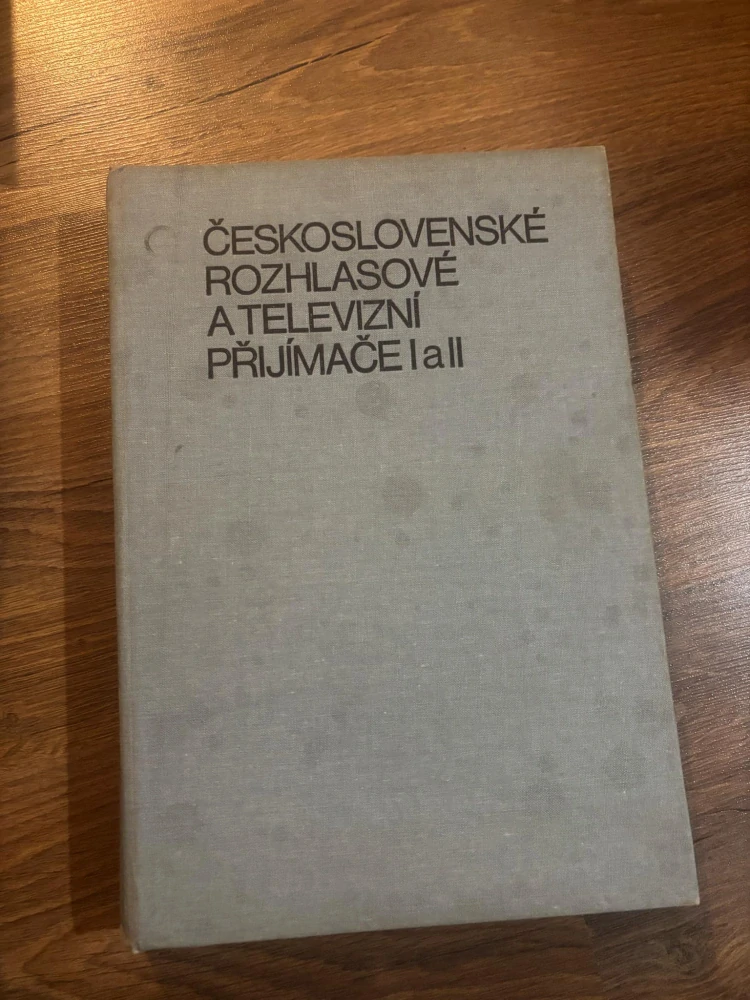 ČESKOSLOVENSKÉ
ROZHLASOVÉ
A TELEVIZNÍ
PŘIJÍMAČE I a II